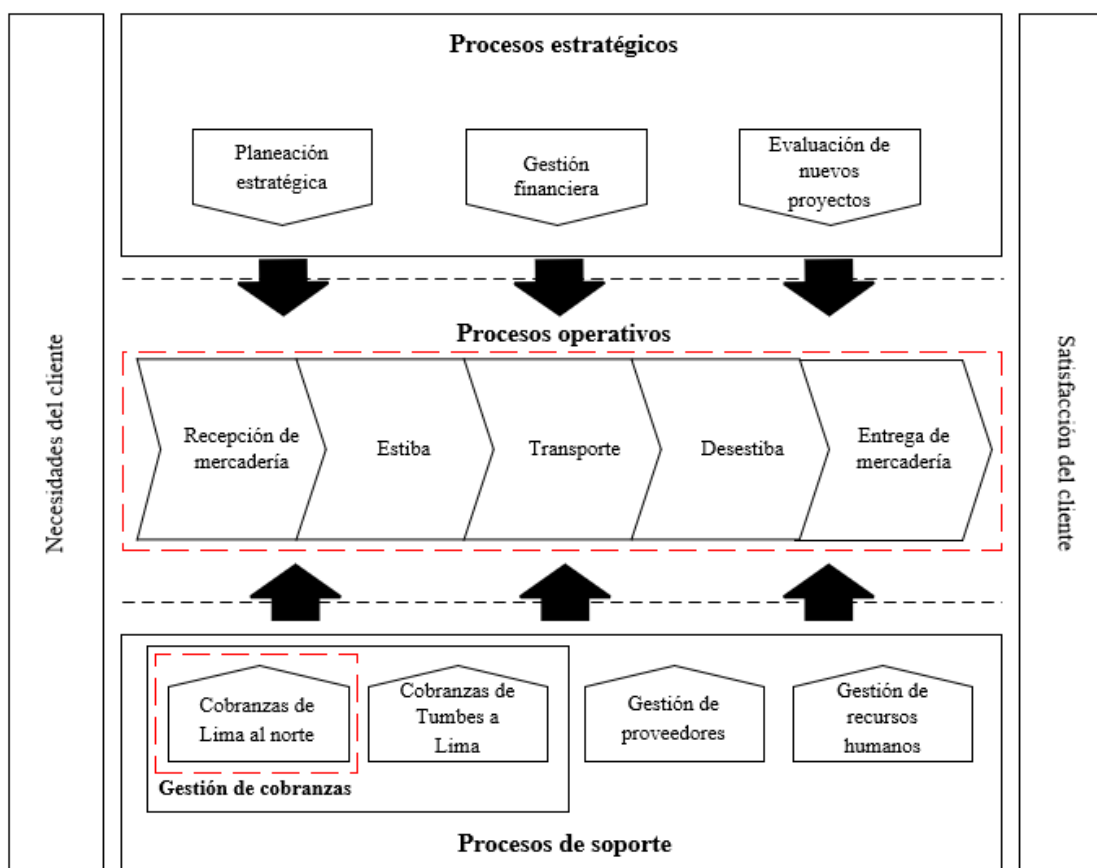 Procesos estratégicos
Planeación
estratégica
Gestión
financiera
Evaluación de
nuevos
proyectos
Necesidades del cliente
Procesos operativos
Recepción de
mercadería
Estiba
Transporte
Desestiba
Entrega de
mercadería
Satisfacción del cliente
Cobranzas de
Lima al norte
Cobranzas de
Tumbes a
Lima
Gestión de cobranzas
Gestión de
proveedores
Gestión de
recursos
humanos
Procesos de soporte